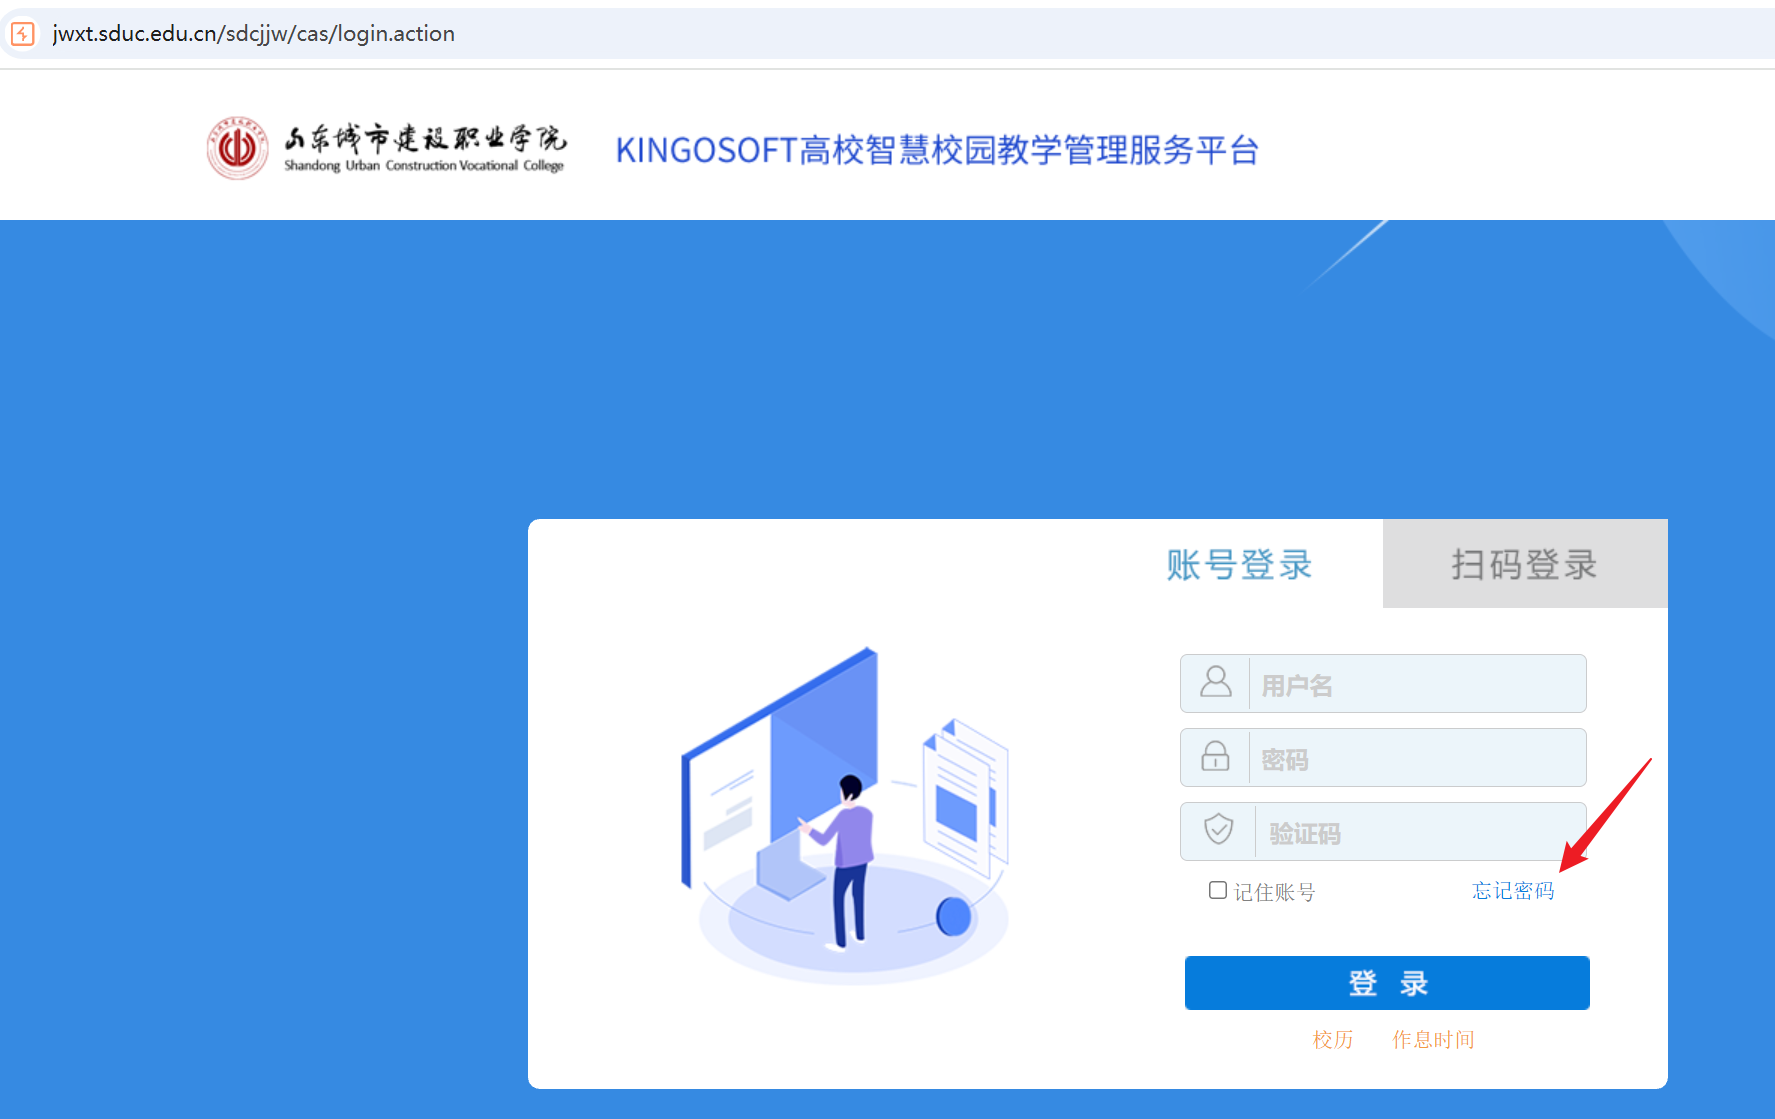 jwxt.sduc.edu.cn/sdcjjw/cas/login.action
山东城市建设职业学院
Shandong Urban Construction Vocational College
KINGOSOFT高校智慧校园教学管理服务平台
账号登录
扫码登录
用户名
密码
验证码
记住账号
忘记密码
登 录
校历
作息时间